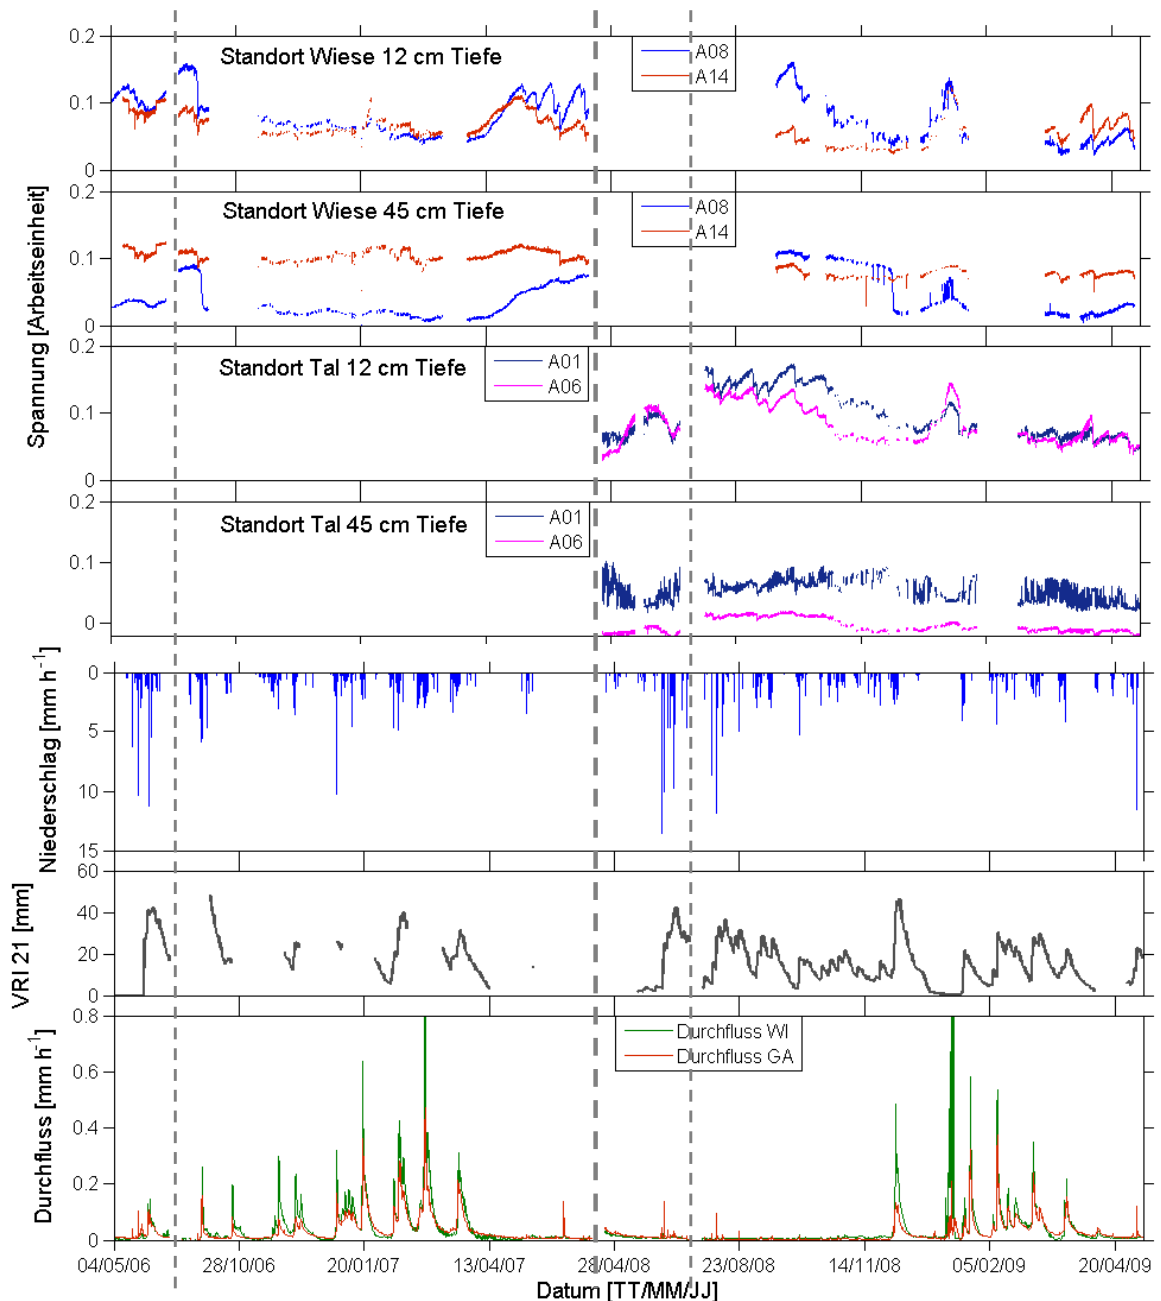 0.2
Standort Wiese 12 cm Tiefe
A08
A14
0.1
0
0.2
Standort Wiese 45 cm Tiefe
A08
A14
0.1
0
Spannung [Arbeitseinheit]
0.2
Standort Tal 12 cm Tiefe
A01
A06
0.1
0
0.2
Standort Tal 45 cm Tiefe
A01
A06
0.1
0
Niederschlag [mm h-1]
0
5
10
15
VRI 21 [mm]
60
40
20
0
Durchfluss [mm h-1]
0.8
Durchfluss WI
Durchfluss GA
0.6
0.4
0.2
0
04/05/06 28/10/06 20/01/07 13/04/07 28/04/08 23/08/08 14/11/08 05/02/09 20/04/09
Datum [TT/MM/JJ]